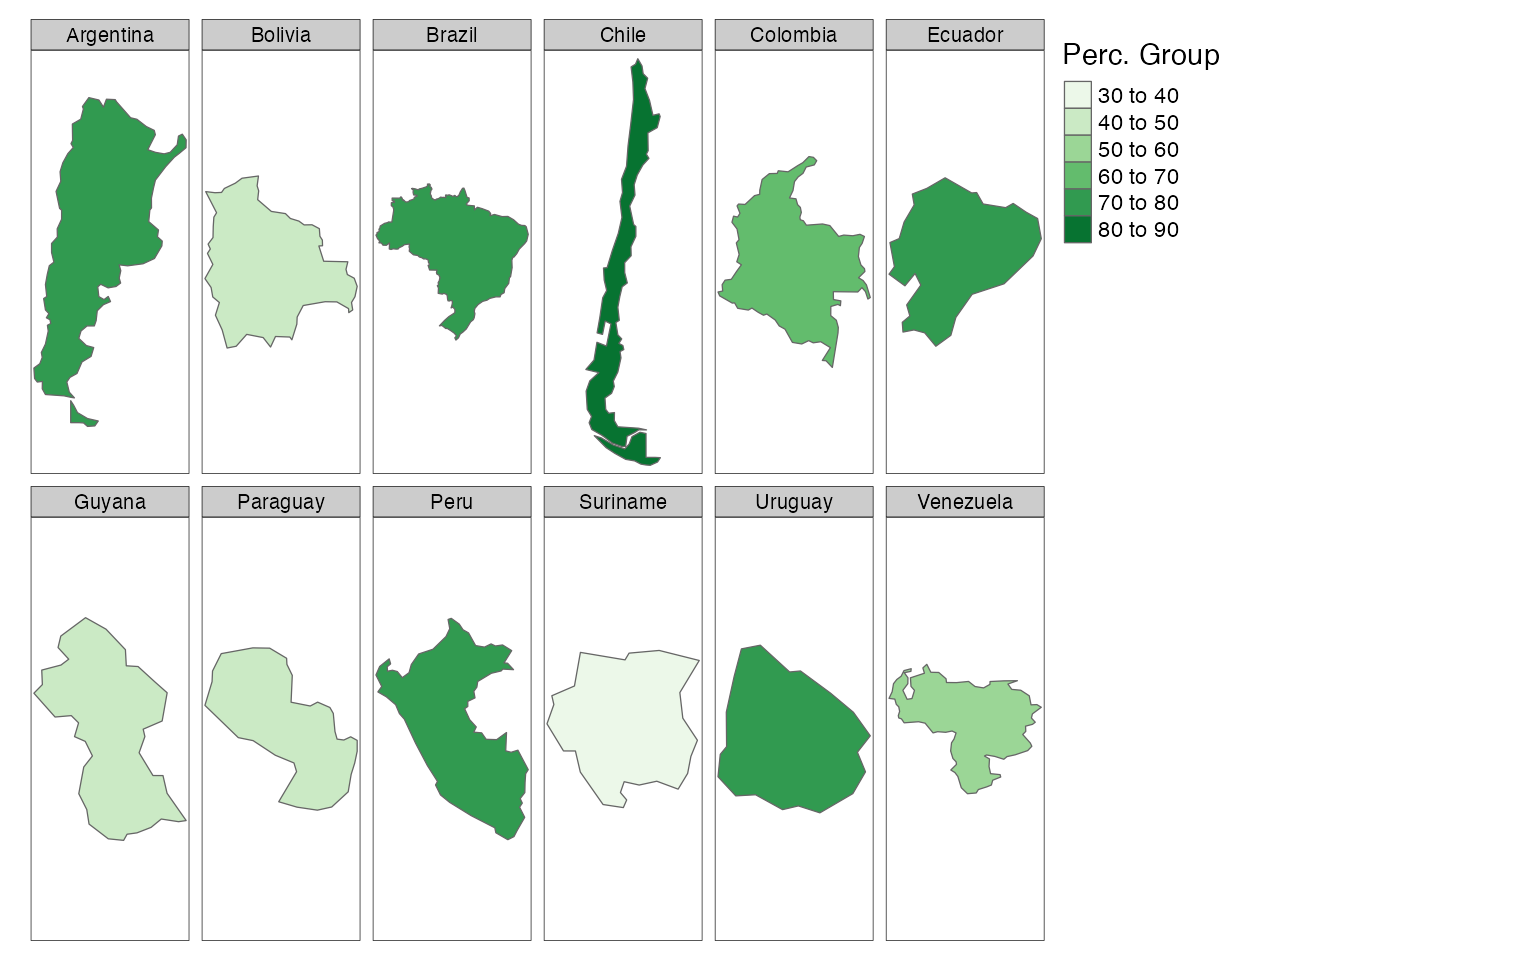 Argentina
Bolivia
Brazil
Chile
Colombia
Ecuador
Perc. Group
30 to 40
40 to 50
50 to 60
60 to 70
70 to 80
80 to 90
Guyana
Paraguay
Peru
Suriname
Uruguay
Venezuela